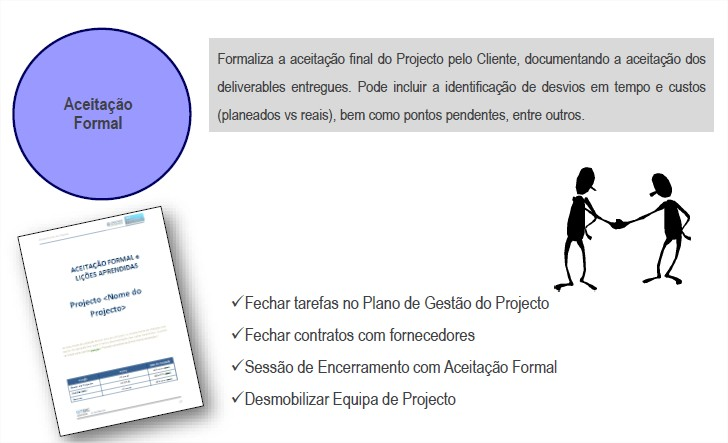 Aceitação
Formal
Formaliza a aceitação final do Projecto pelo Cliente, documentando a aceitação dos
deliverables entregues. Pode incluir a identificação de desvios em tempo e custos
(planeados vs reais), bem como pontos pendentes, entre outros.
ACEITAÇÃO FORMAL e
LIÇÕES APRENDIDAS
Projecto <Nome do
Projecto>
✓Fechar tarefas no Plano de Gestão do Projecto
✓Fechar contratos com fornecedores
✓Sessão de Encerramento com Aceitação Formal
✓Desmobilizar Equipa de Projecto